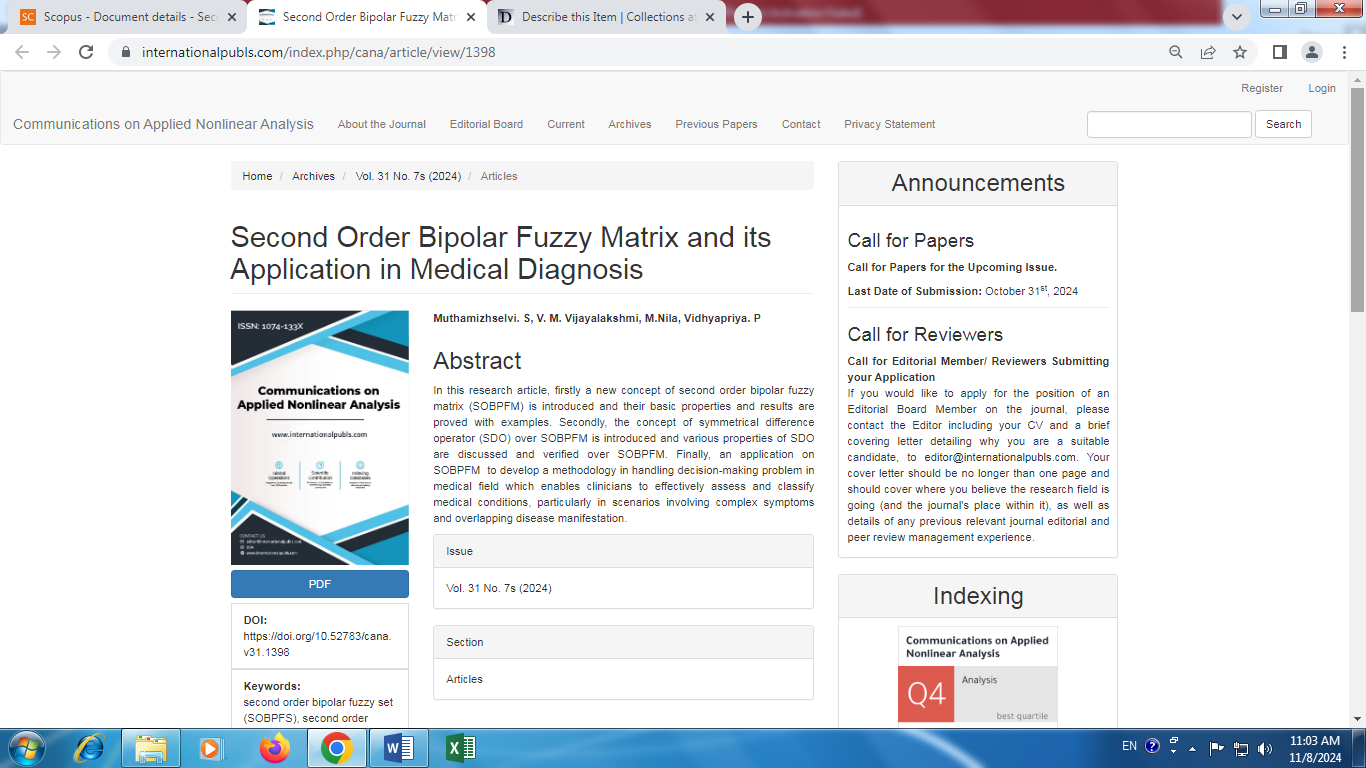 SC Scopus - Document details - Sec
Second Order Bipolar Fuzzy Matr
D Describe this Item | Collections a
internationalpubls.com/index.php/cana/article/view/1398
Register Login
Communications on Applied Nonlinear Analysis About the Journal Editorial Board Current Archives Previous Papers Contact Privacy Statement Search
Home / Archives / Vol. 31 No. 7s (2024) / Articles
Second Order Bipolar Fuzzy Matrix and its
Application in Medical Diagnosis
ISSN: 1074-133X
Communications on
Applied Nonlinear Analysis
www.internationalpubls.com
CONTACT US
www.internationalpubls.com
PDF
DOI:
https://doi.org/10.52783/cana.
v31.1398
Keywords:
second order bipolar fuzzy set
(SOBPFS), second order
Muthamizhselvi. S, V. M. Vijayalakshmi, M.Nila, Vidhyapriya. P
Abstract
In this research article, firstly a new concept of second order bipolar fuzzy
matrix (SOBPFM) is introduced and their basic properties and results are
proved with examples. Secondly, the concept of symmetrical difference
operator (SDO) over SOBPFM is introduced and various properties of SDO
are discussed and verified over SOBPFM. Finally, an application on
SOBPFM to develop a methodology in handling decision-making problem in
medical field which enables clinicians to effectively assess and classify
medical conditions, particularly in scenarios involving complex symptoms
and overlapping disease manifestation.
Issue
Vol. 31 No. 7s (2024)
Section
Articles
Announcements
Call for Papers
Call for Papers for the Upcoming Issue.
Last Date of Submission: October 31st, 2024
Call for Reviewers
Call for Editorial Member/ Reviewers Submitting
your Application
If you would like to apply for the position of an
Editorial Board Member on the journal, please
contact the Editor including your CV and a brief
covering letter detailing why you are a suitable
candidate, to editor@internationalpubls.com. Your
cover letter should be no longer than one page and
should cover where you believe the research field is
going (and the journal's place within it), as well as
details of any previous relevant journal editorial and
peer review management experience.
Indexing
Communications on Applied
Nonlinear Analysis
Q4
Analysis
best quartile
EN
11:03 AM
11/8/2024